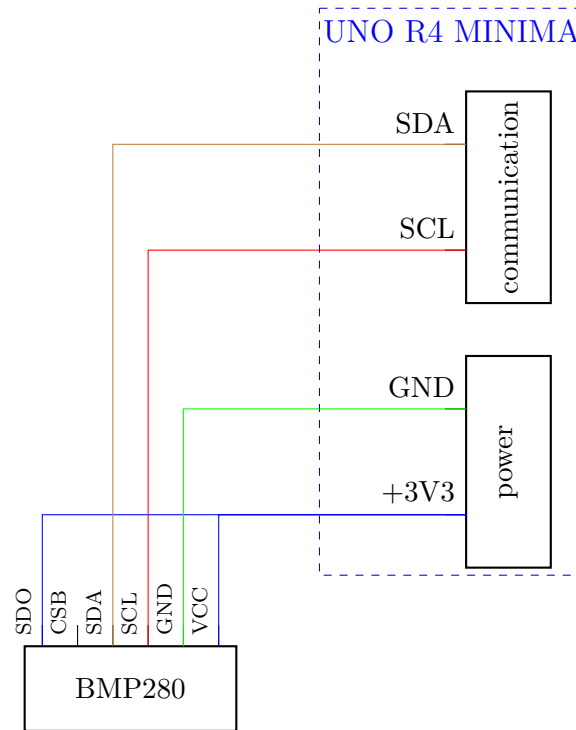 UNO R4 MINIMA
SDA
communication
SCL
GND
power
+3V3
SDO
CSB
SDA
SCL
GND
VCC
BMP280